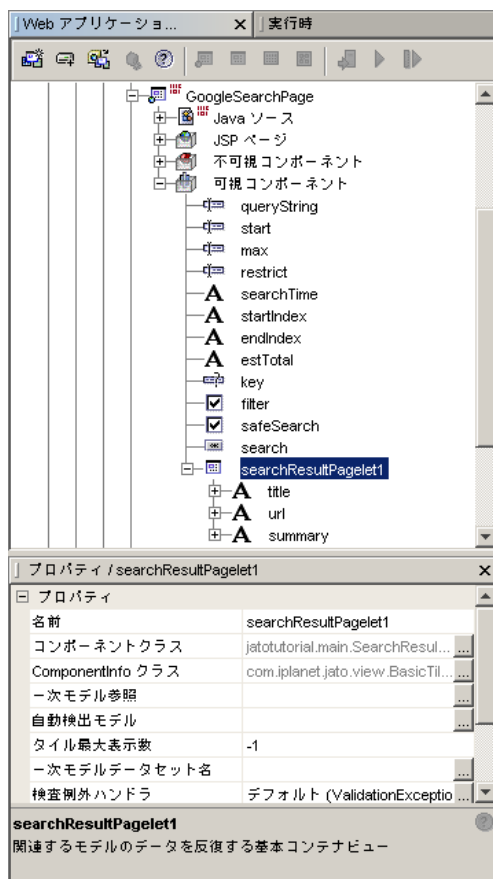 Web アプリケーショ... 実行時
GoogleSearchPage
Java ソース
JSP ページ
不可視コンポーネント
可視コンポーネント
queryString
start
max
restrict
searchTime
startIndex
endIndex
estTotal
key
filter
safeSearch
search
searchResultPagelet1
title
url
summary
プロパティ / searchResultPagelet1
プロパティ
名前 searchResultPagelet1
コンポーネントクラス jatotutorial.main.SearchResul... ...
ComponentInfo クラス com.iplanet.jato.view.BasicTil... ...
一次モデル参照 ...
自動検出モデル ...
タイル最大表示数 -1
一次モデルデータセット名 ...
検査例外ハンドラ デフォルト (ValidationExceptio ...
searchResultPagelet1
関連するモデルのデータを反復する基本コンテナビュー